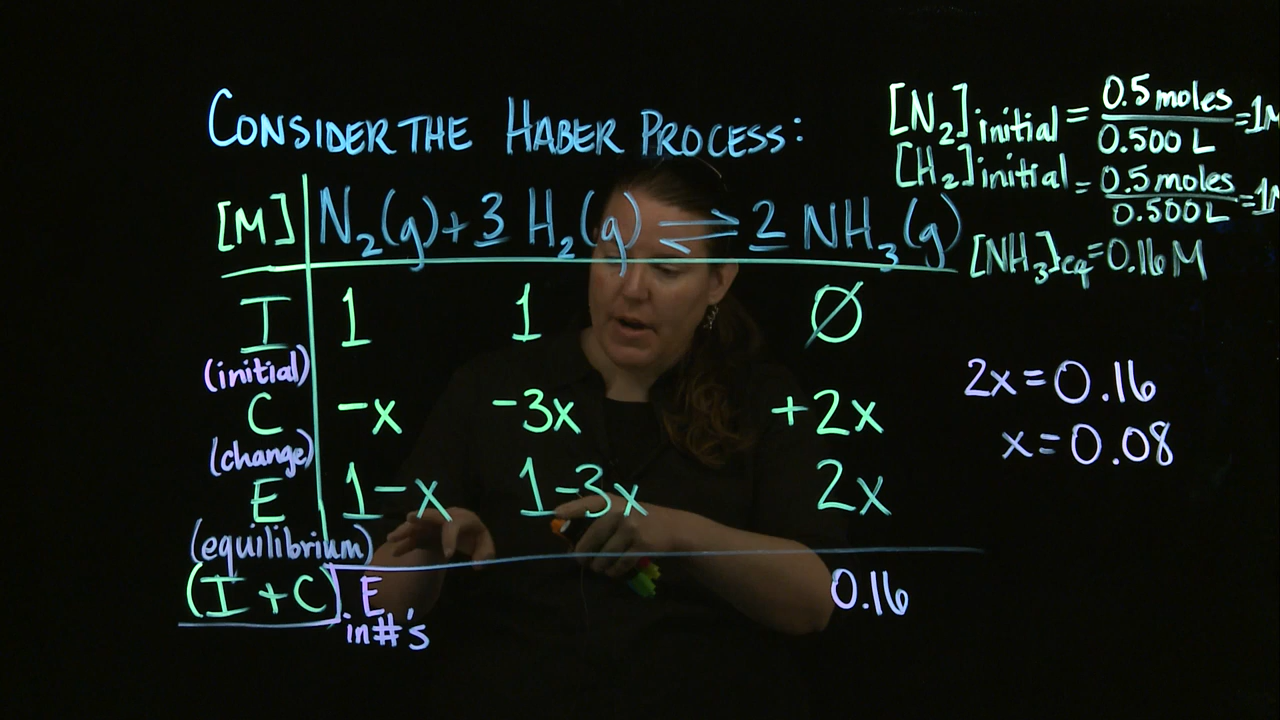 CONSIDER THE HABER PROCESS:
[N₂]initial = 0.5 moles / 0.500 L = 1M
[H₂]initial = 0.5 moles / 0.500 L = 1M
[NH₃]eq = 0.16 M
[M] N₂(g) + 3 H₂(g) ⇌ 2 NH₃(g)
I 1 1 Ø
(initial)
C -x -3x +2x
(change)
E 1-x 1-3x 2x
(equilibrium)
(I + C) E 0.16
in #'s
2x = 0.16
x = 0.08